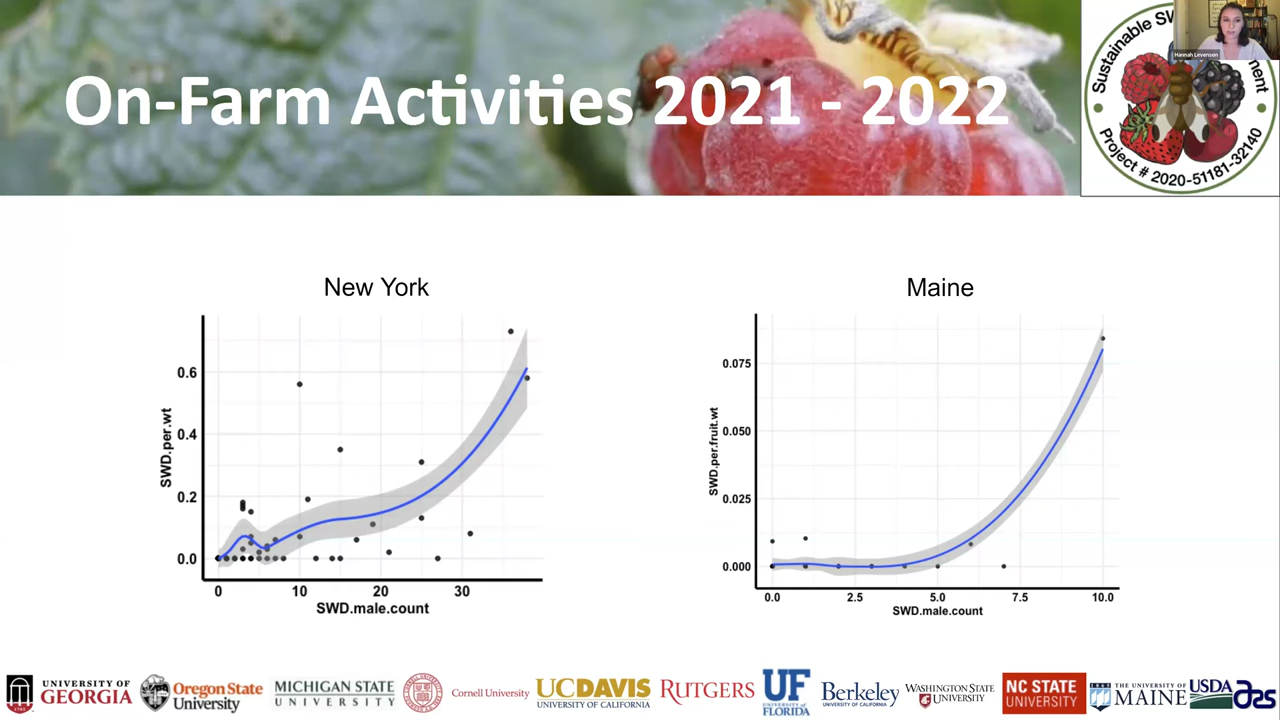 On-Farm Activities 2021 - 2022
Sustainable SW
nent
Project # 2020-51181-32140
Hannah Levenson
New York
SWD.per.wt
0.6
0.4
0.2
0.0
0
10
20
30
SWD.male.count
Maine
SWD.per.fruit.wt
0.075
0.050
0.025
0.000
0.0
2.5
5.0
7.5
10.0
SWD.male.count
1785
UNIVERSITY OF
GEORGIA
Oregon State
University
MICHIGAN STATE
UNIVERSITY
Cornell University
UCDAVIS
UNIVERSITY OF CALIFORNIA
RUTGERS
UF
UNIVERSITY of
FLORIDA
Berkeley
UNIVERSITY OF CALIFORNIA
WASHINGTON STATE
UNIVERSITY
NC STATE
UNIVERSITY
1865
THE UNIVERSITY OF
MAINE
USDA
ars